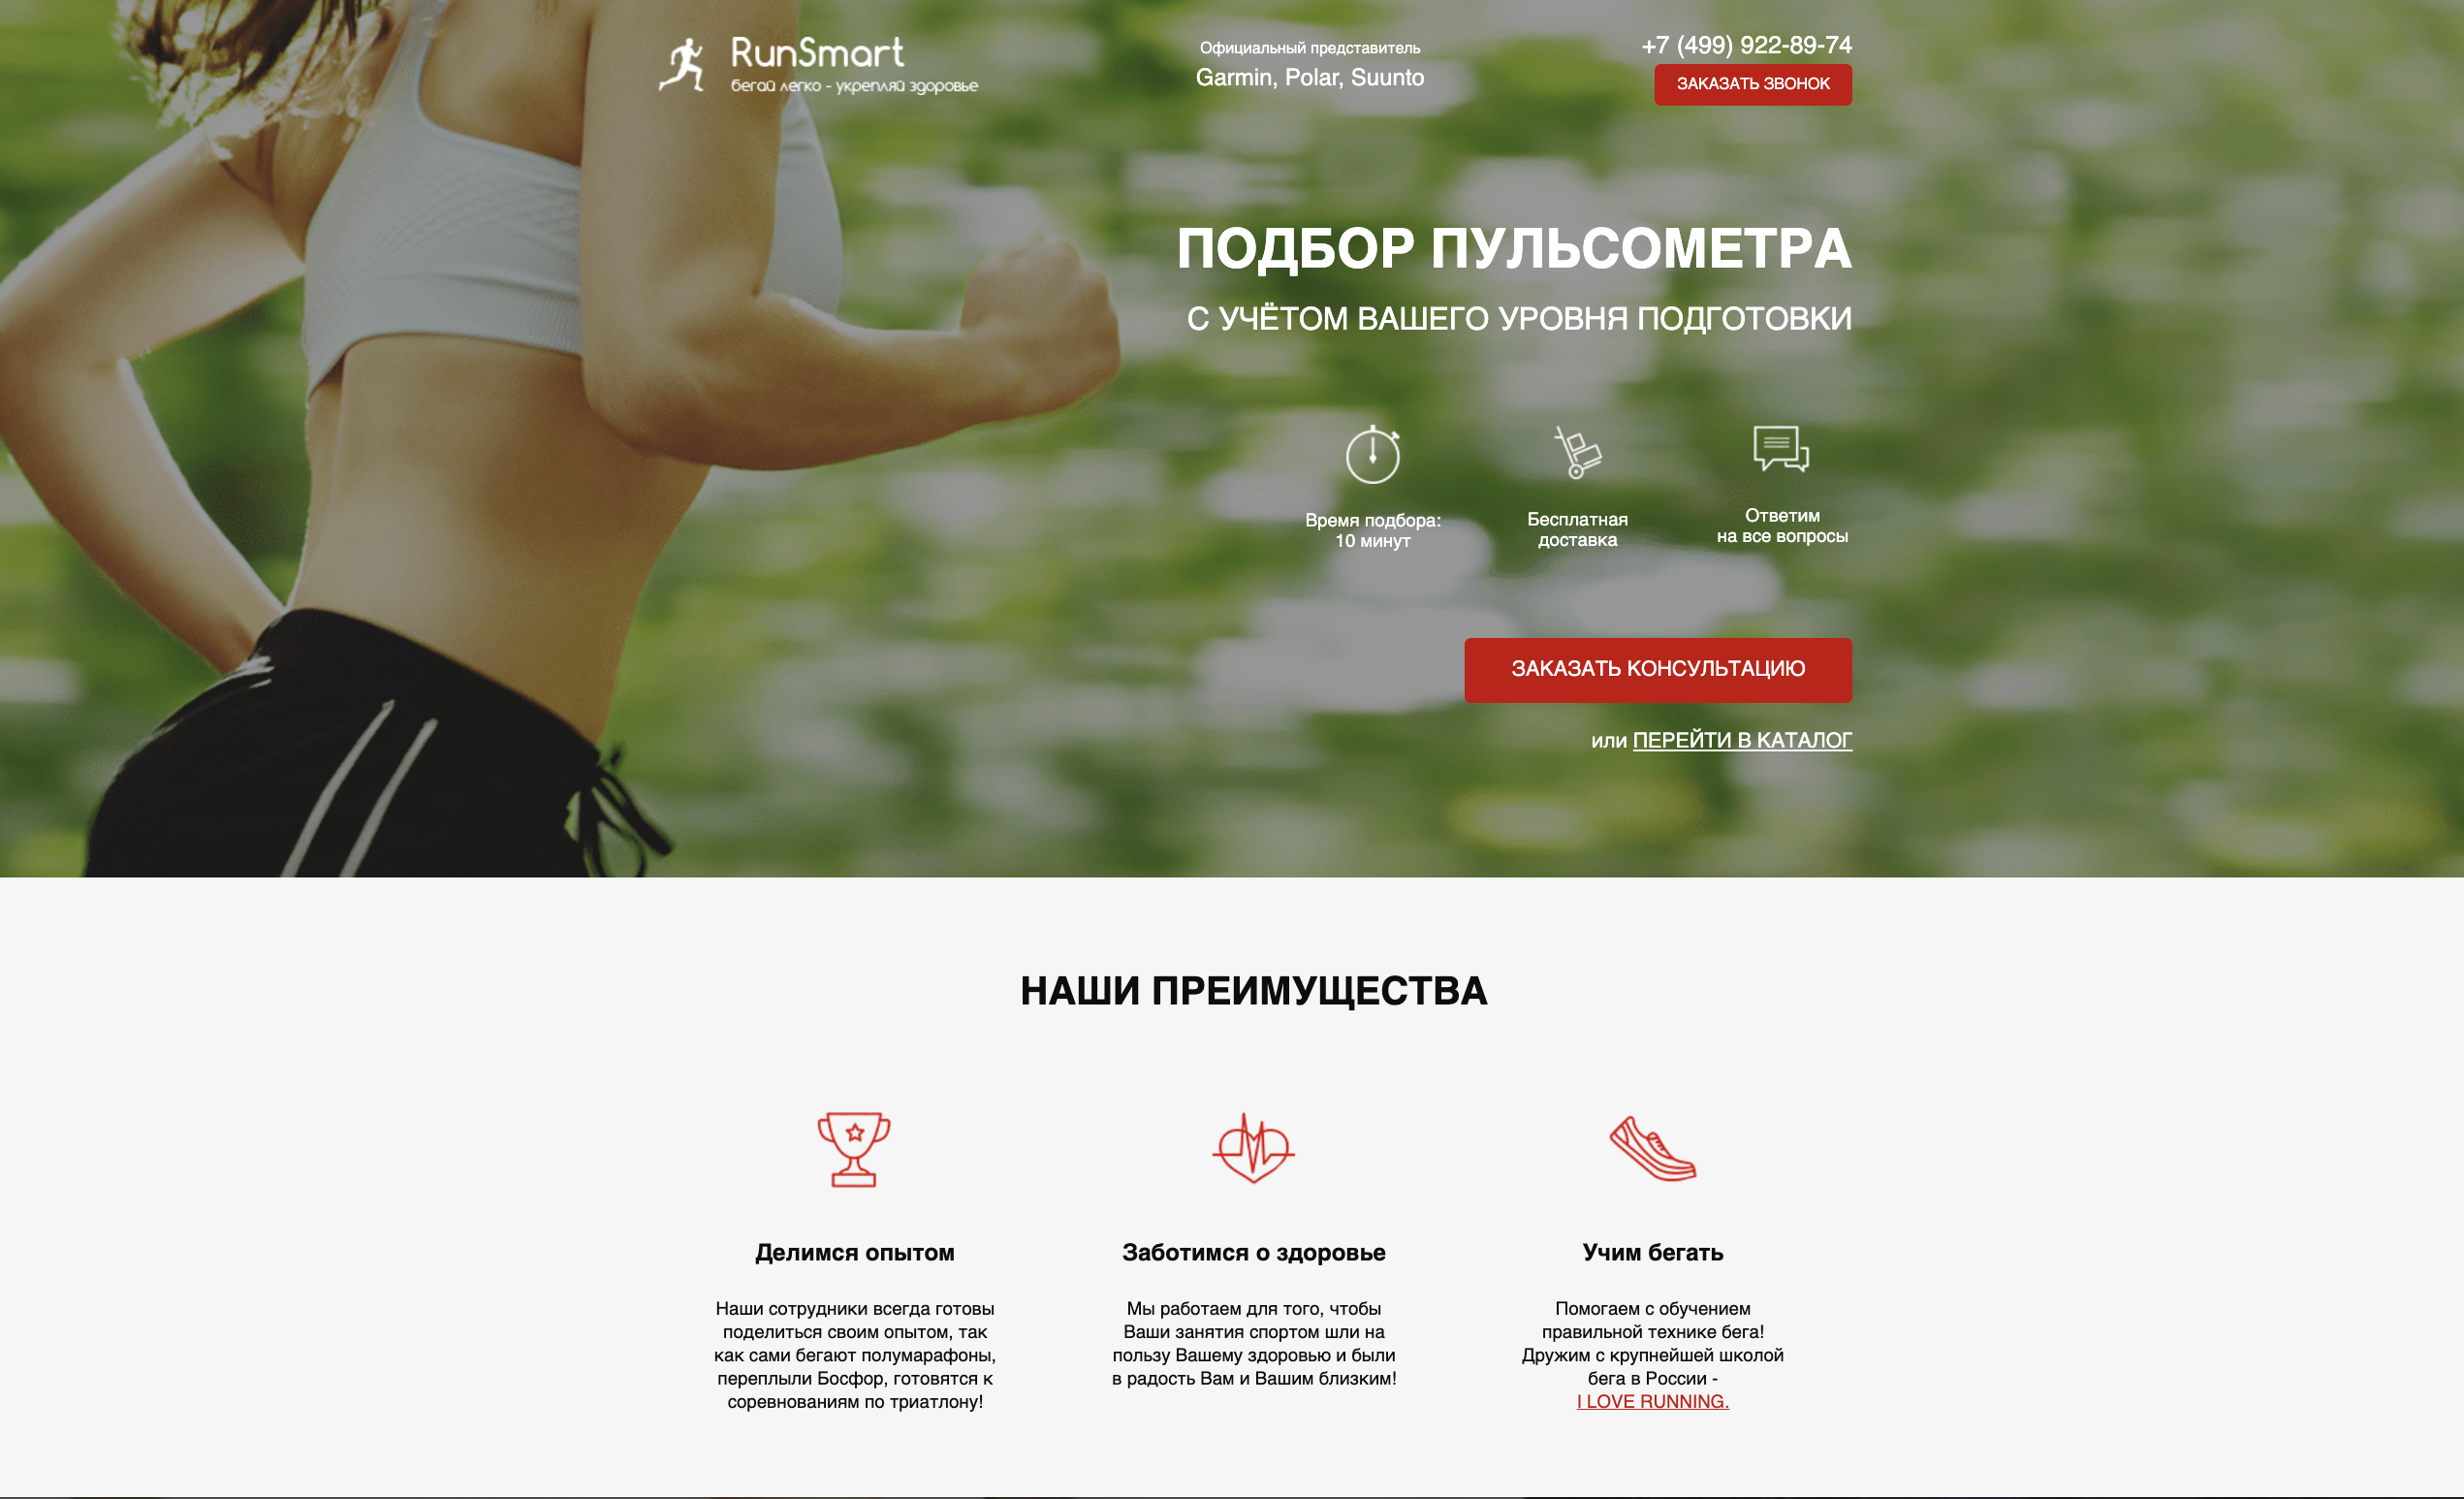 RunSmart
бегай легко - укрепляй здоровье
Официальный представитель
Garmin, Polar, Suunto
+7 (499) 922-89-74
ЗАКАЗАТЬ ЗВОНОК
ПОДБОР ПУЛЬСОМЕТРА
С УЧЁТОМ ВАШЕГО УРОВНЯ ПОДГОТОВКИ
Время подбора:
10 минут
Бесплатная
доставка
Ответим
на все вопросы
ЗАКАЗАТЬ КОНСУЛЬТАЦИЮ
или ПЕРЕЙТИ В КАТАЛОГ
НАШИ ПРЕИМУЩЕСТВА
Делимся опытом
Наши сотрудники всегда готовы
поделиться своим опытом, так
как сами бегают полумарафоны,
переплыли Босфор, готовятся к
соревнованиям по триатлону!
Заботимся о здоровье
Мы работаем для того, чтобы
Ваши занятия спортом шли на
пользу Вашему здоровью и были
в радость Вам и Вашим близким!
Учим бегать
Помогаем с обучением
правильной технике бега!
Дружим с крупнейшей школой
бега в России -
I LOVE RUNNING.